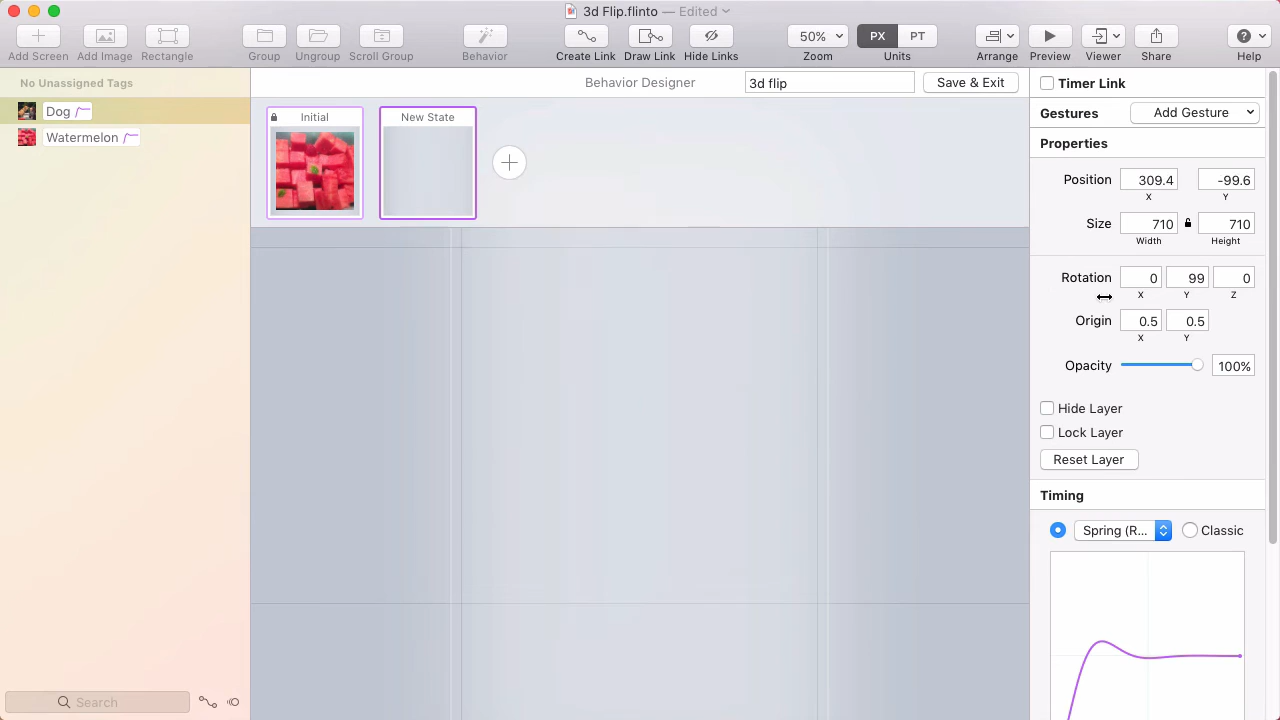 3d Flip.flinto — Edited
Add Screen
Add Image
Rectangle
Group
Ungroup
Scroll Group
Behavior
Create Link
Draw Link
Hide Links
50%
Zoom
PX PT
Units
Arrange
Preview
Viewer
Share
Help
No Unassigned Tags
Dog
Watermelon
Behavior Designer
3d flip
Save & Exit
Initial
New State
Timer Link
Gestures
Add Gesture
Properties
Position 309.4 -99.6
X Y
Size 710 710
Width Height
Rotation 0 99 0
X Y Z
Origin 0.5 0.5
X Y
Opacity 100%
Hide Layer
Lock Layer
Reset Layer
Timing
Spring (R... Classic
Search